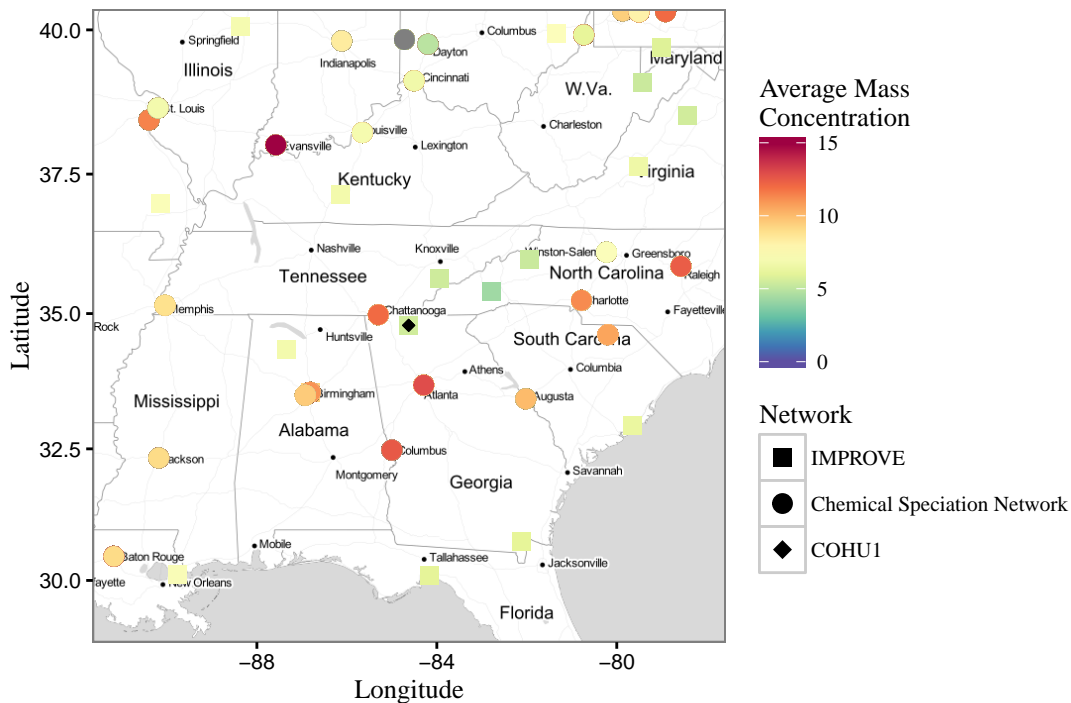 40.0
37.5
35.0
32.5
30.0
Latitude
−88
−84
−80
Longitude
Springfield
Illinois
Indianapolis
Dayton
Columbus
Cincinnati
Maryland
W.Va.
t. Louis
Evansville
ouisville
Lexington
Charleston
Kentucky
Virginia
Nashville
Knoxville
Winston-Salem
Greensboro
Tennessee
North Carolina
Raleigh
Memphis
Chattanooga
Charlotte
Fayetteville
Rock
Huntsville
South Carolina
Athens
Columbia
Birmingham
Atlanta
Augusta
Mississippi
Alabama
Columbus
Jackson
Montgomery
Georgia
Savannah
Baton Rouge
Mobile
Tallahassee
Jacksonville
fayette
New Orleans
Florida
Average Mass
Concentration
15
10
5
0
Network
IMPROVE
Chemical Speciation Network
COHU1